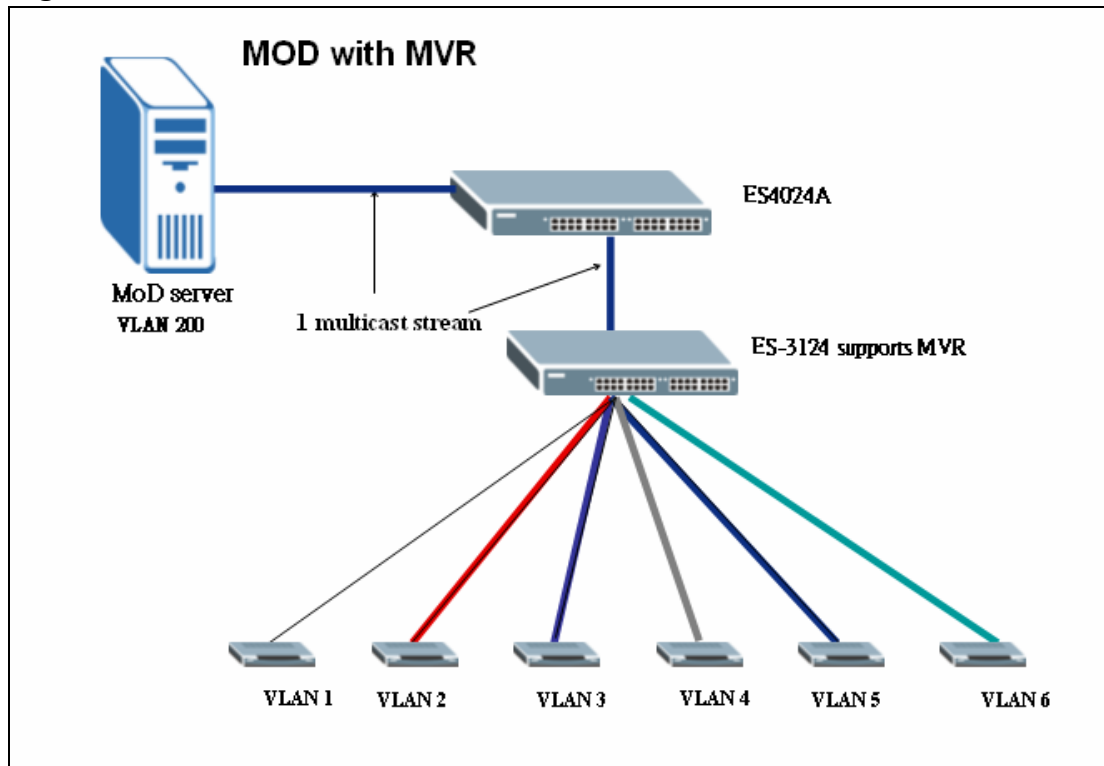 MOD with MVR
ES4024A
MoD server
VLAN 200
1 multicast stream
ES-3124 supports MVR
VLAN 1
VLAN 2
VLAN 3
VLAN 4
VLAN 5
VLAN 6